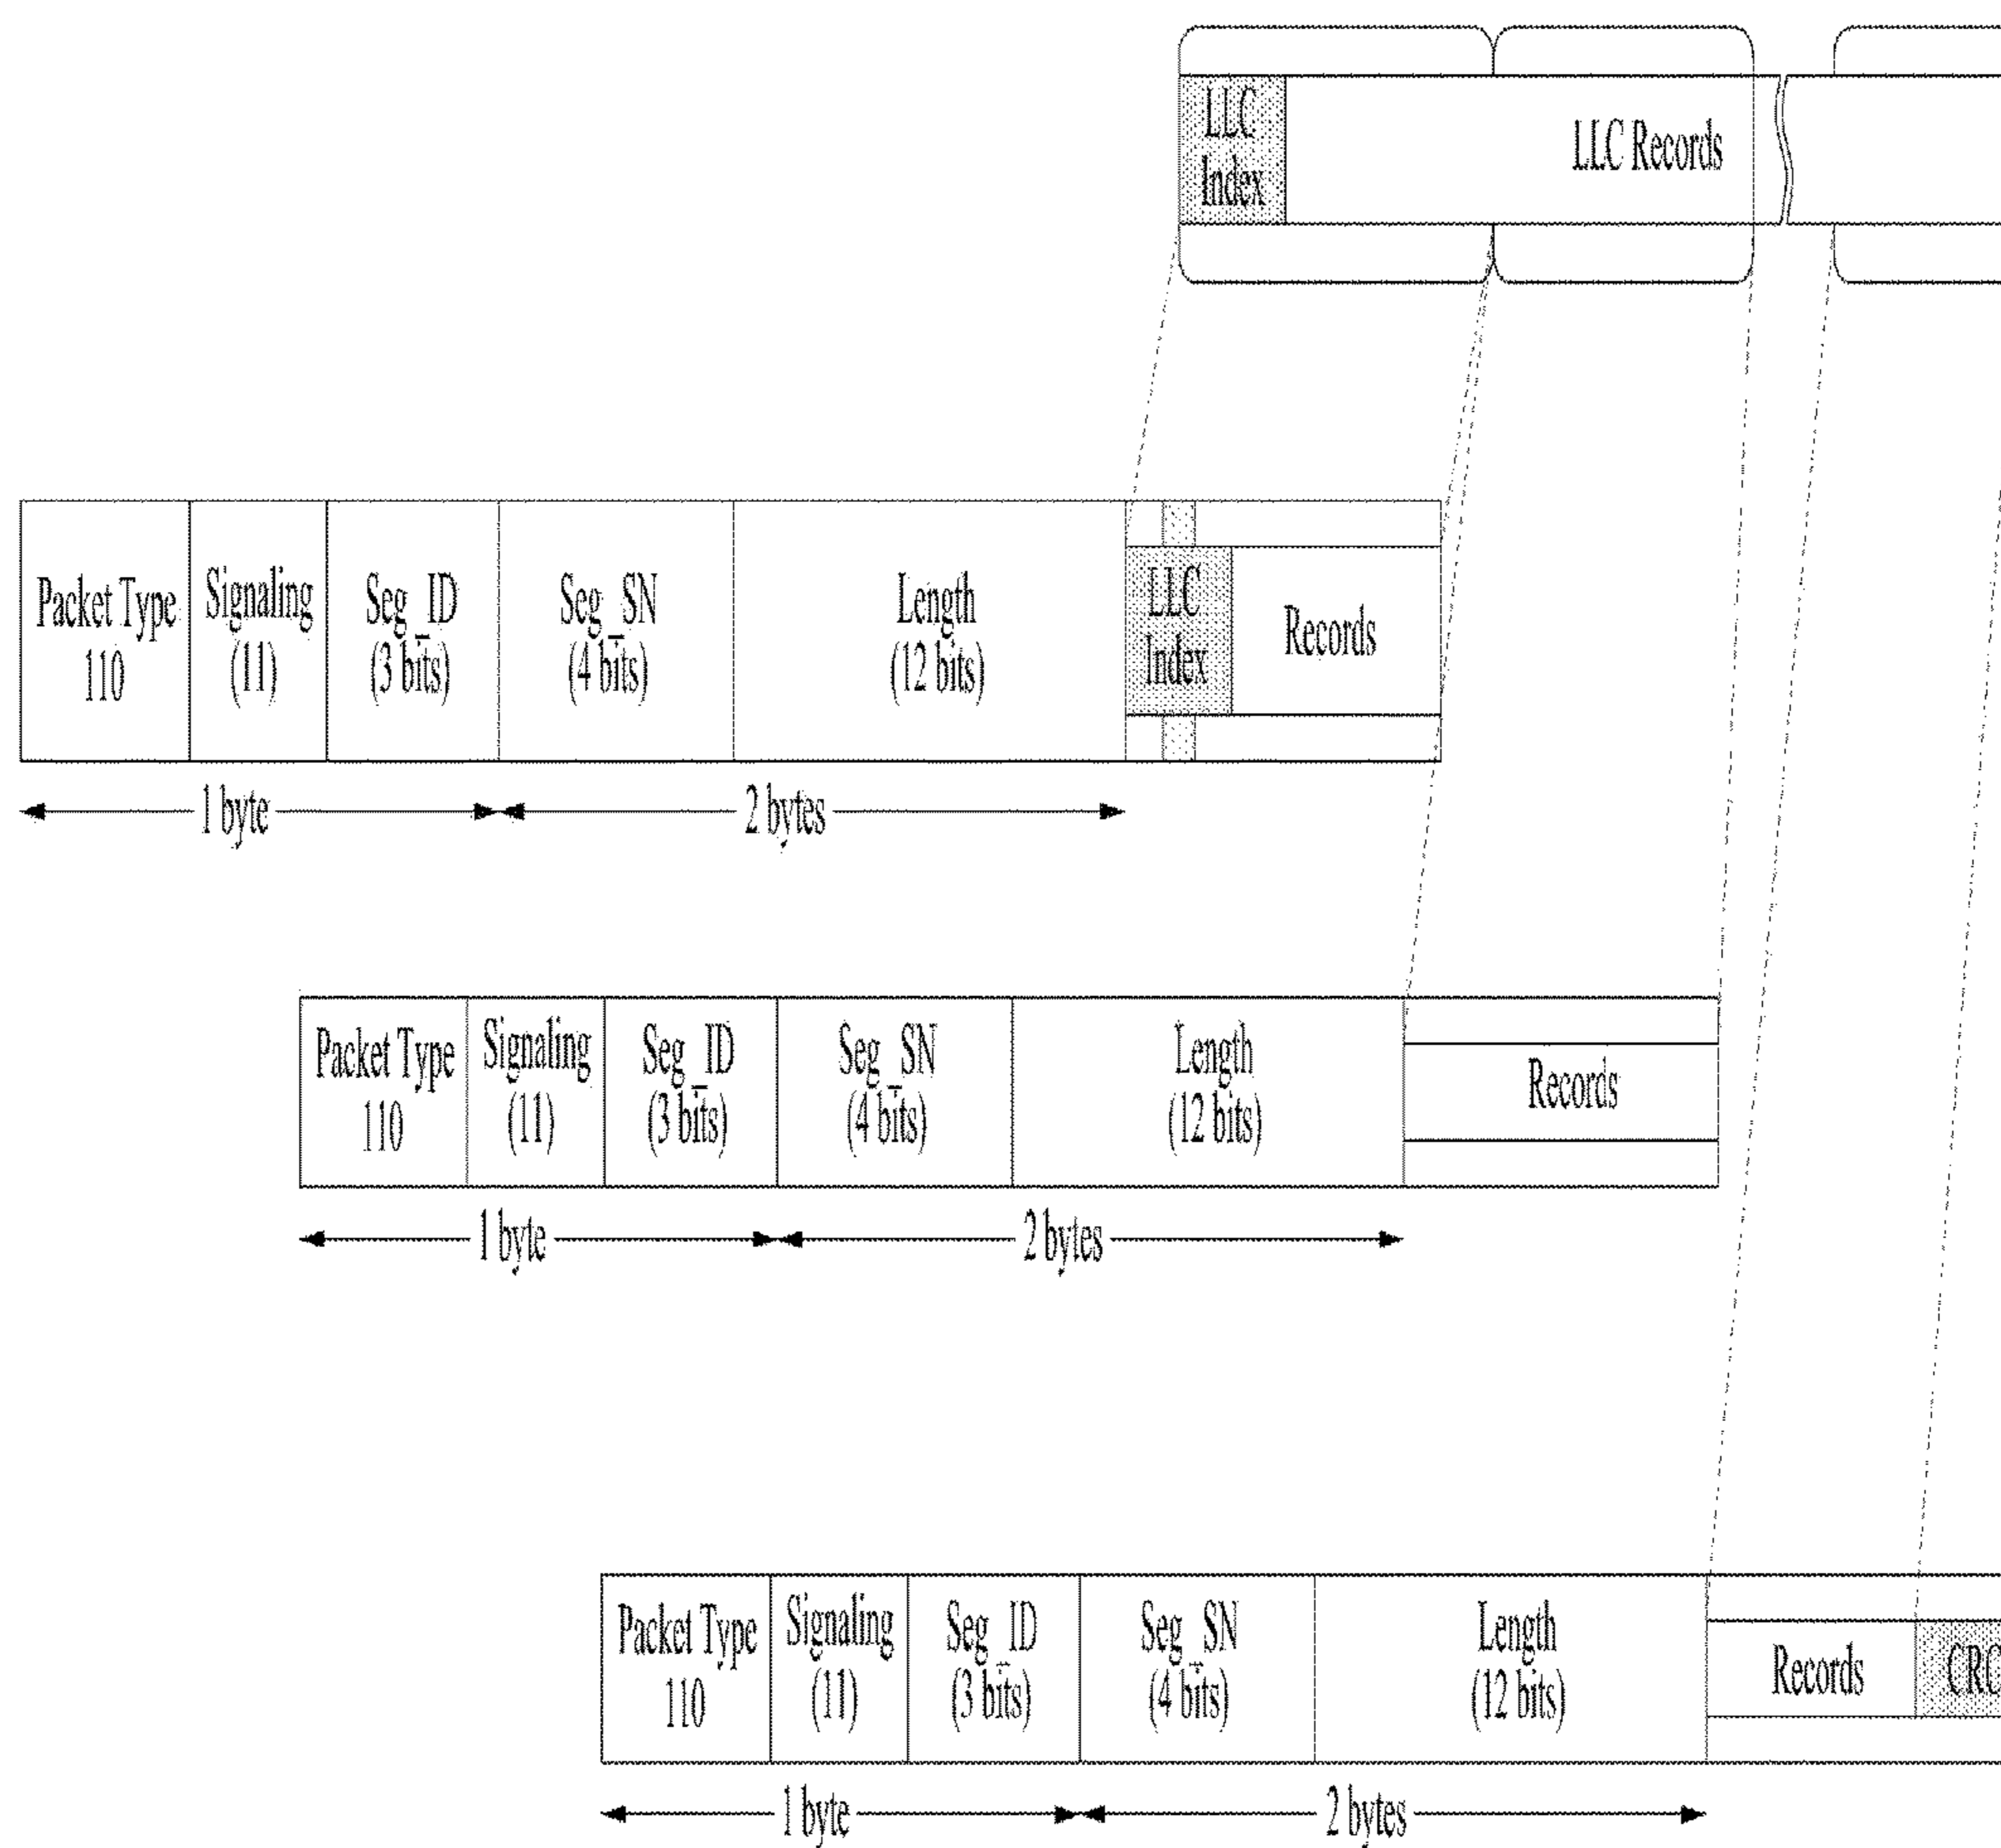 LLC
Index
LLC Records
Packet Type
110
Signaling
(11)
Seg_ID
(3 bits)
Seg_SN
(4 bits)
Length
(12 bits)
LLC
Index
Records
1 byte
2 bytes
Packet Type
110
Signaling
(11)
Seg_ID
(3 bits)
Seg_SN
(4 bits)
Length
(12 bits)
Records
1 byte
2 bytes
Packet Type
110
Signaling
(11)
Seg_ID
(3 bits)
Seg_SN
(4 bits)
Length
(12 bits)
Records
CRC
1 byte
2 bytes